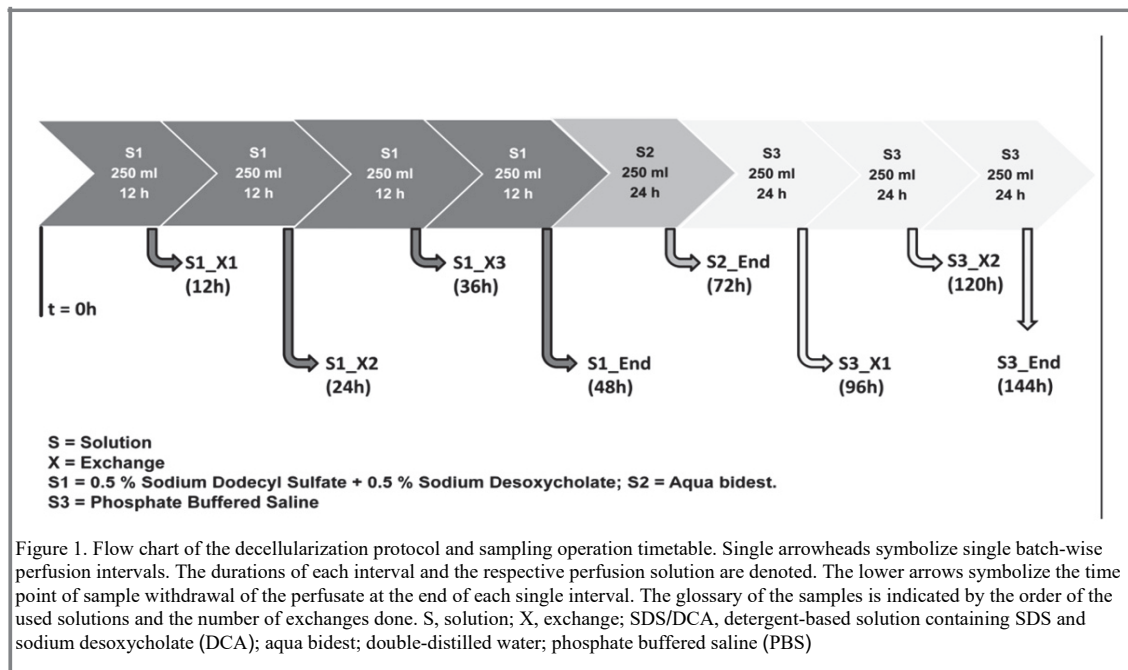 S1
250 ml
12 h
S1
250 ml
12 h
S1
250 ml
12 h
S1
250 ml
12 h
S2
250 ml
24 h
S3
250 ml
24 h
S3
250 ml
24 h
S3
250 ml
24 h
t = 0h
S1_X1
(12h)
S1_X2
(24h)
S1_X3
(36h)
S1_End
(48h)
S2_End
(72h)
S3_X1
(96h)
S3_X2
(120h)
S3_End
(144h)
S = Solution
X = Exchange
S1 = 0.5 % Sodium Dodecyl Sulfate + 0.5 % Sodium Desoxycholate; S2 = Aqua bidest.
S3 = Phosphate Buffered Saline
Figure 1. Flow chart of the decellularization protocol and sampling operation timetable. Single arrowheads symbolize single batch-wise
perfusion intervals. The durations of each interval and the respective perfusion solution are denoted. The lower arrows symbolize the time
point of sample withdrawal of the perfusate at the end of each single interval. The glossary of the samples is indicated by the order of the
used solutions and the number of exchanges done. S, solution; X, exchange; SDS/DCA, detergent-based solution containing SDS and
sodium desoxycholate (DCA); aqua bidest; double-distilled water; phosphate buffered saline (PBS)